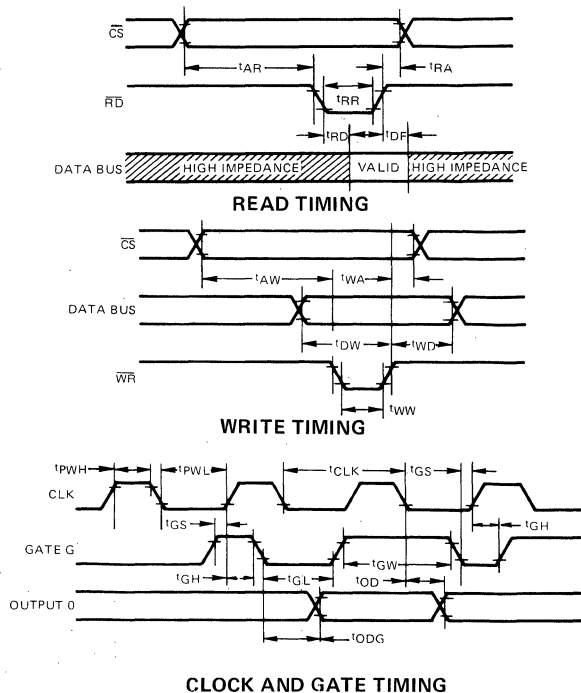 CS
tAR
tRA
RD
tRR
tRD
tDF
DATA BUS
HIGH IMPEDANCE
VALID
HIGH IMPEDANCE
READ TIMING
CS
tAW
tWA
DATA BUS
tDW
tWD
WR
tWW
WRITE TIMING
tPWH
tPWL
tCLK
tGS
CLK
tGS
tGH
GATE G
tGH
tGL
tGW
tOD
OUTPUT 0
tODG
CLOCK AND GATE TIMING